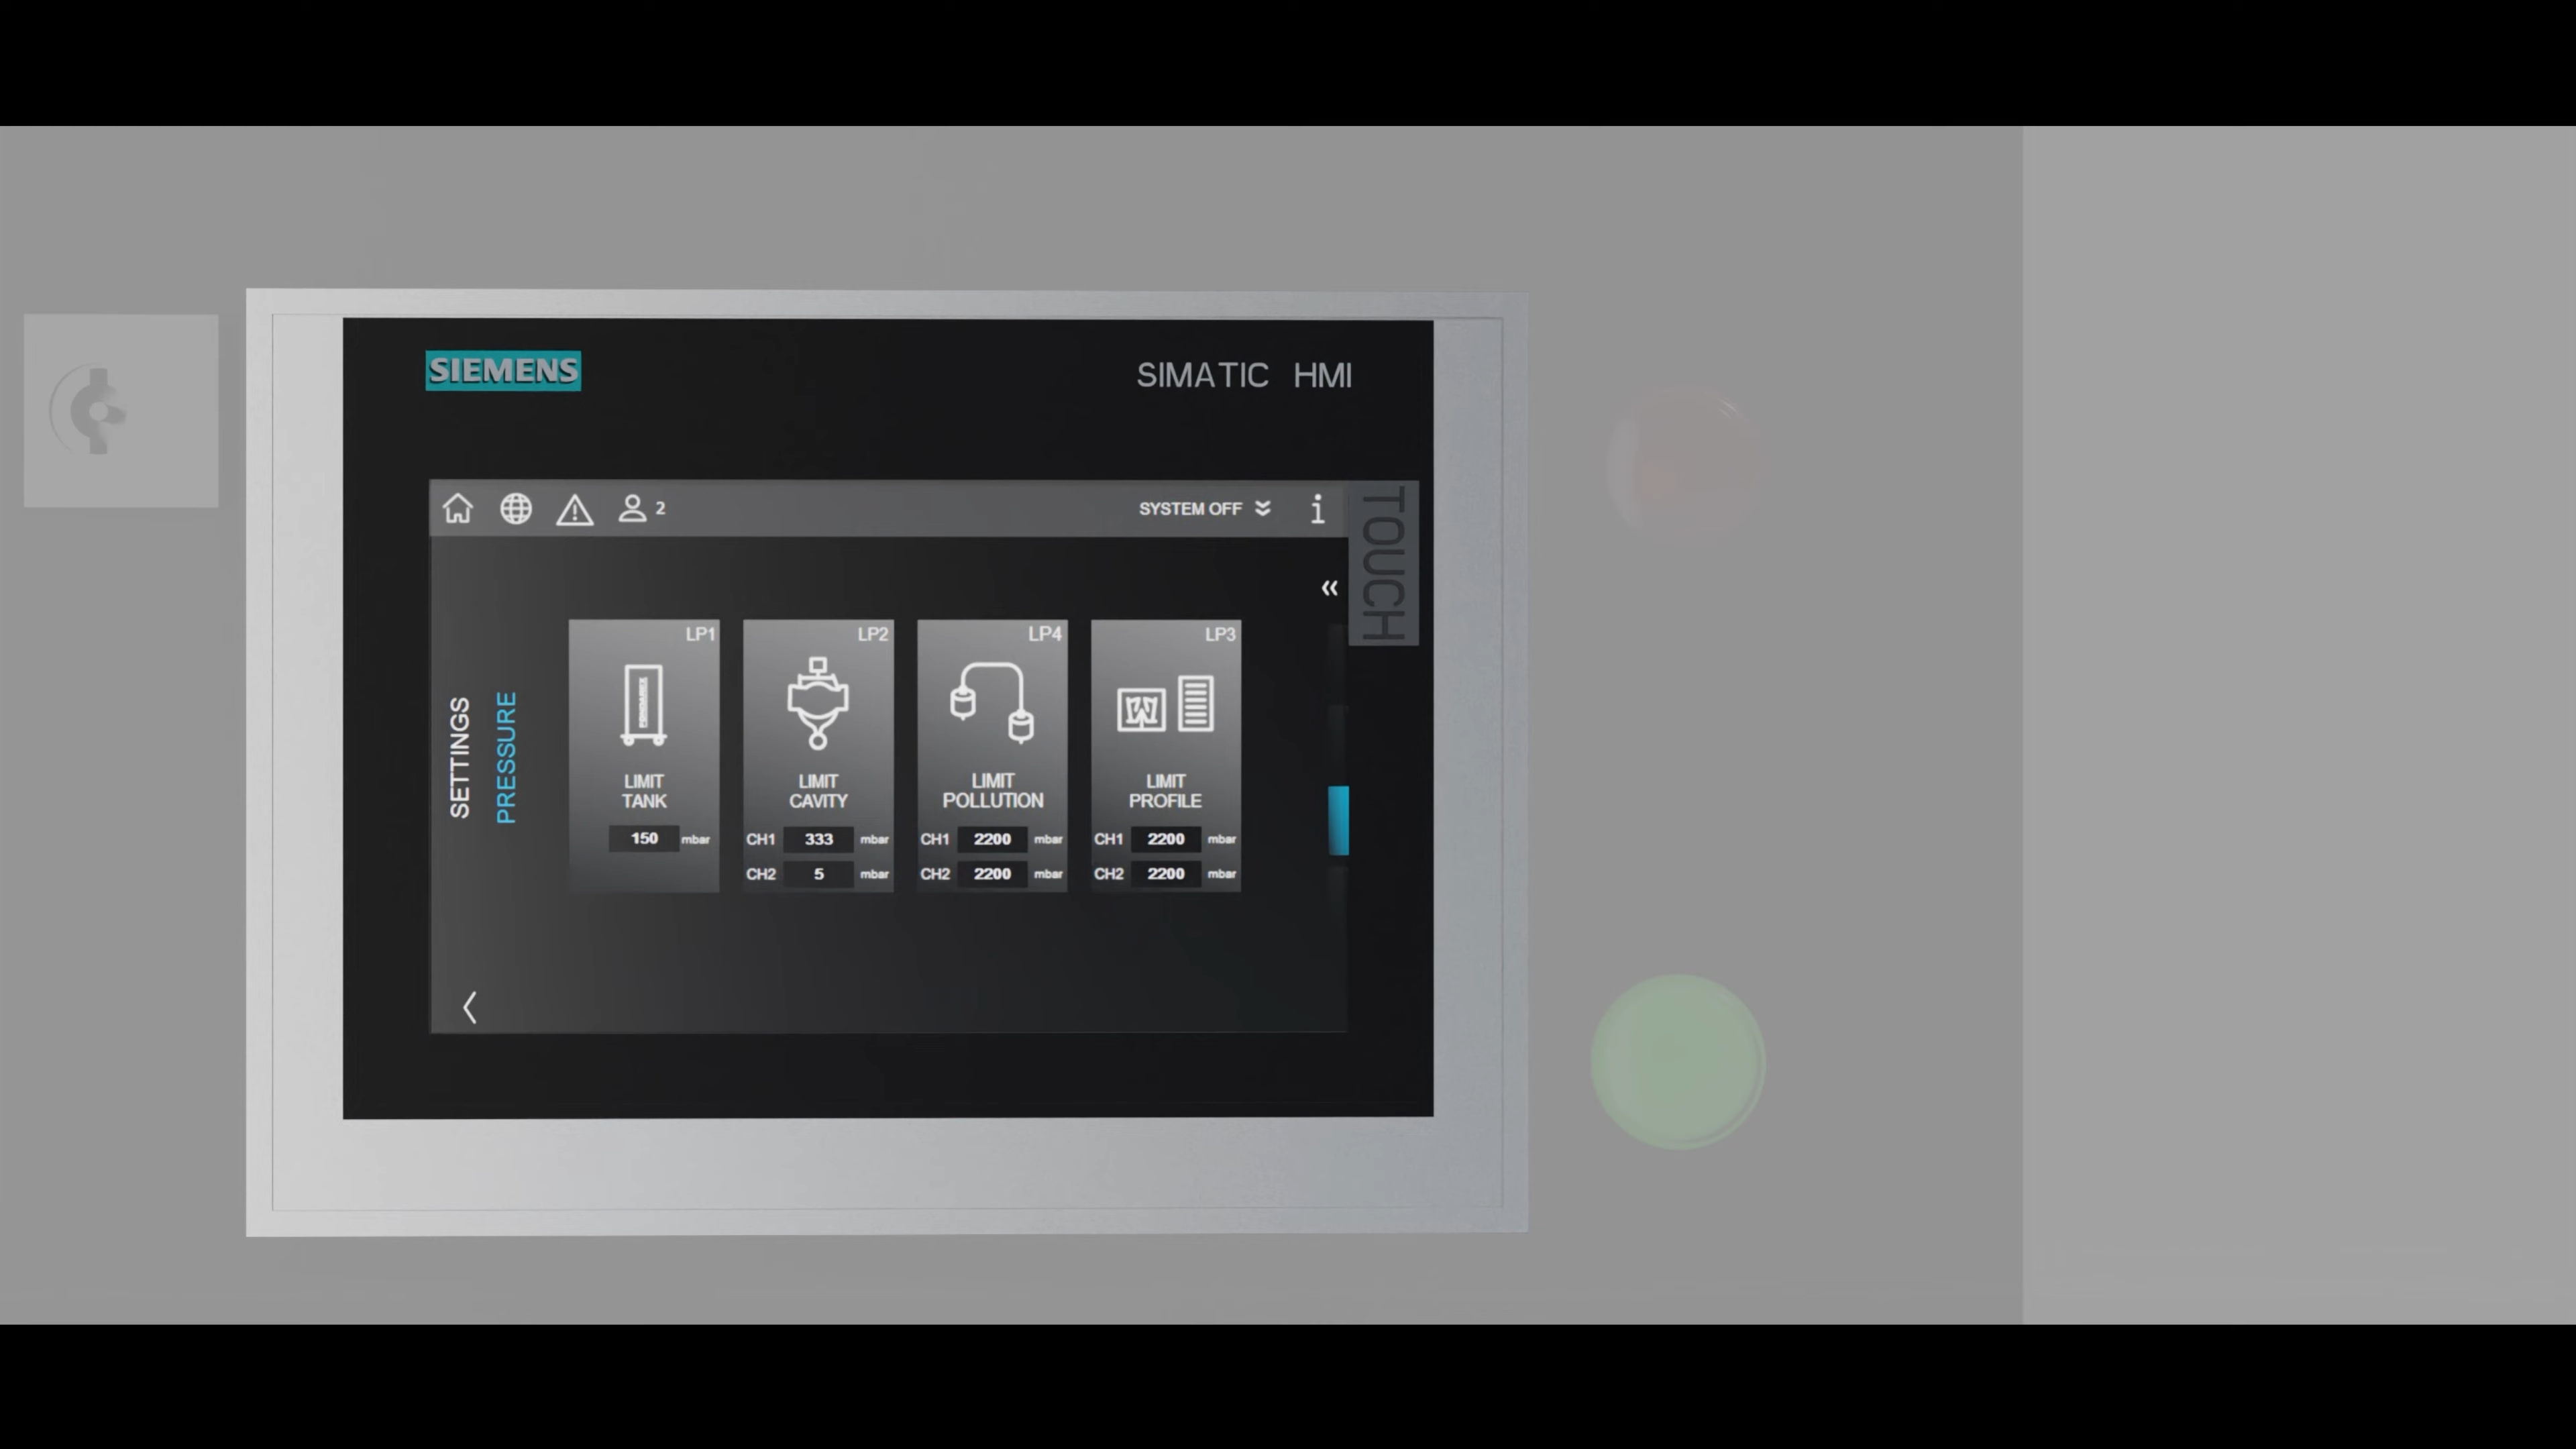 SIEMENS
SIMATIC HMI
TOUCH
2
SYSTEM OFF
i
SETTINGS
PRESSURE
LP1
LIMIT
TANK
150 mbar
LP2
LIMIT
CAVITY
CH1 333 mbar
CH2 5 mbar
LP4
LIMIT
POLLUTION
CH1 2200 mbar
CH2 2200 mbar
LP3
LIMIT
PROFILE
CH1 2200 mbar
CH2 2200 mbar